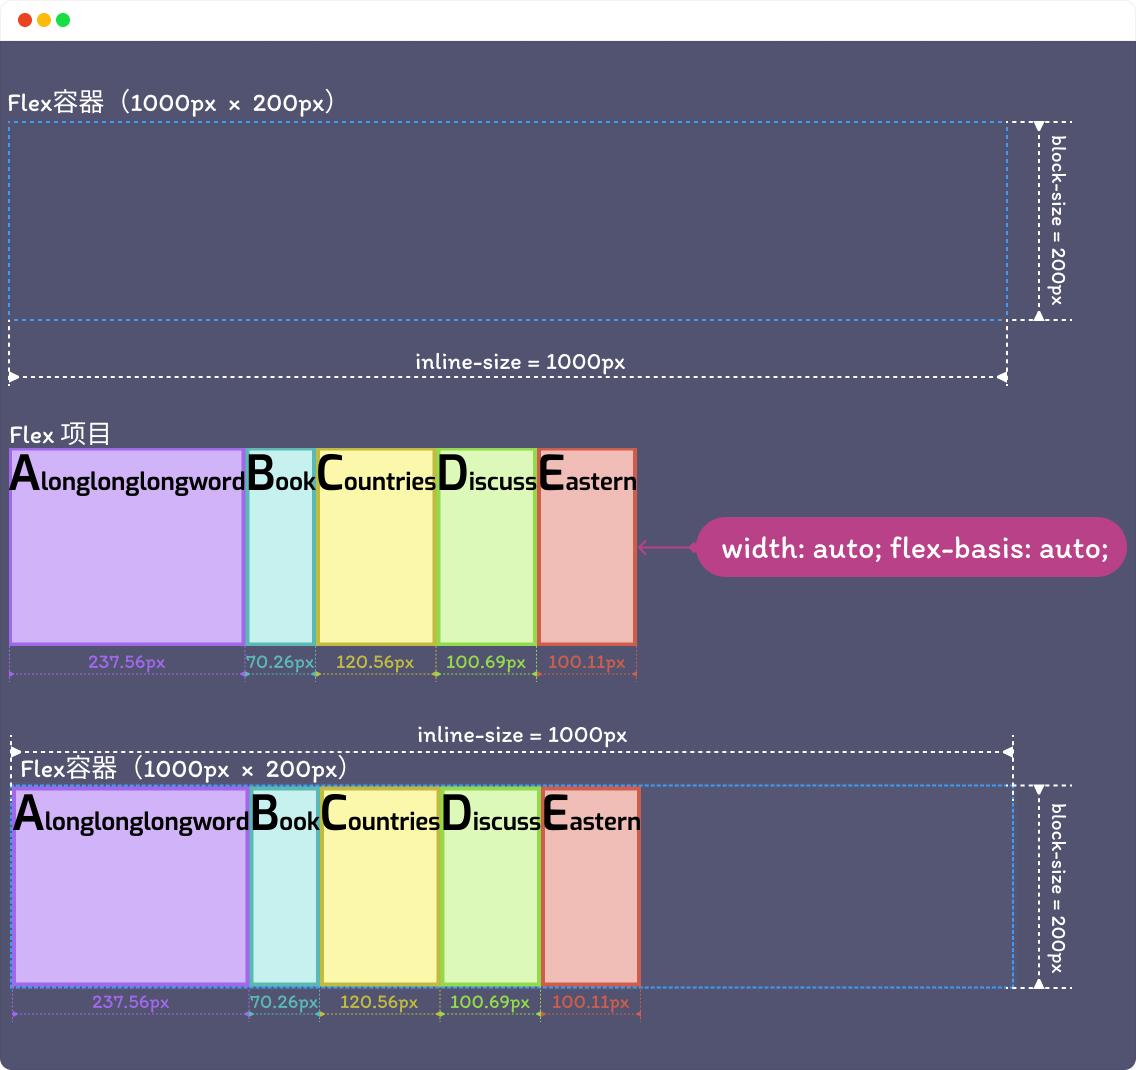 Flex容器（1000px × 200px）
block-size = 200px
inline-size = 1000px
Flex 项目
Alonglonglongword Book Countries Discuss Eastern
width: auto; flex-basis: auto;
237.56px 70.26px 120.56px 100.69px 100.11px
inline-size = 1000px
Flex容器（1000px × 200px）
Alonglonglongword Book Countries Discuss Eastern
block-size = 200px
237.56px 70.26px 120.56px 100.69px 100.11px